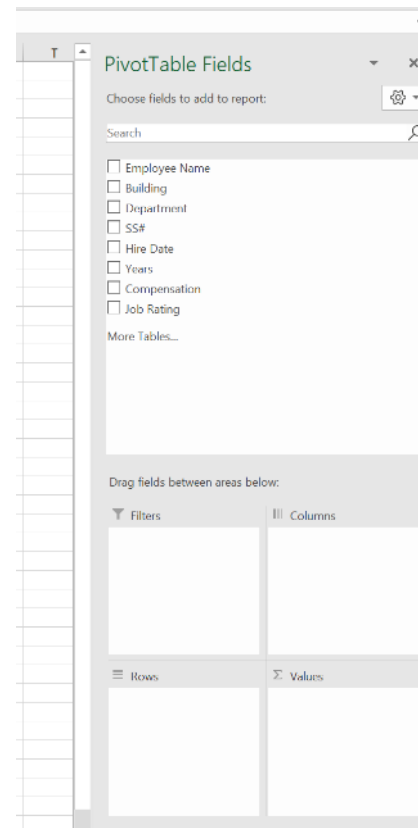 T
PivotTable Fields
Choose fields to add to report:
Search
Employee Name
Building
Department
SS#
Hire Date
Years
Compensation
Job Rating
More Tables...
Drag fields between areas below:
Filters
Columns
Rows
Σ Values